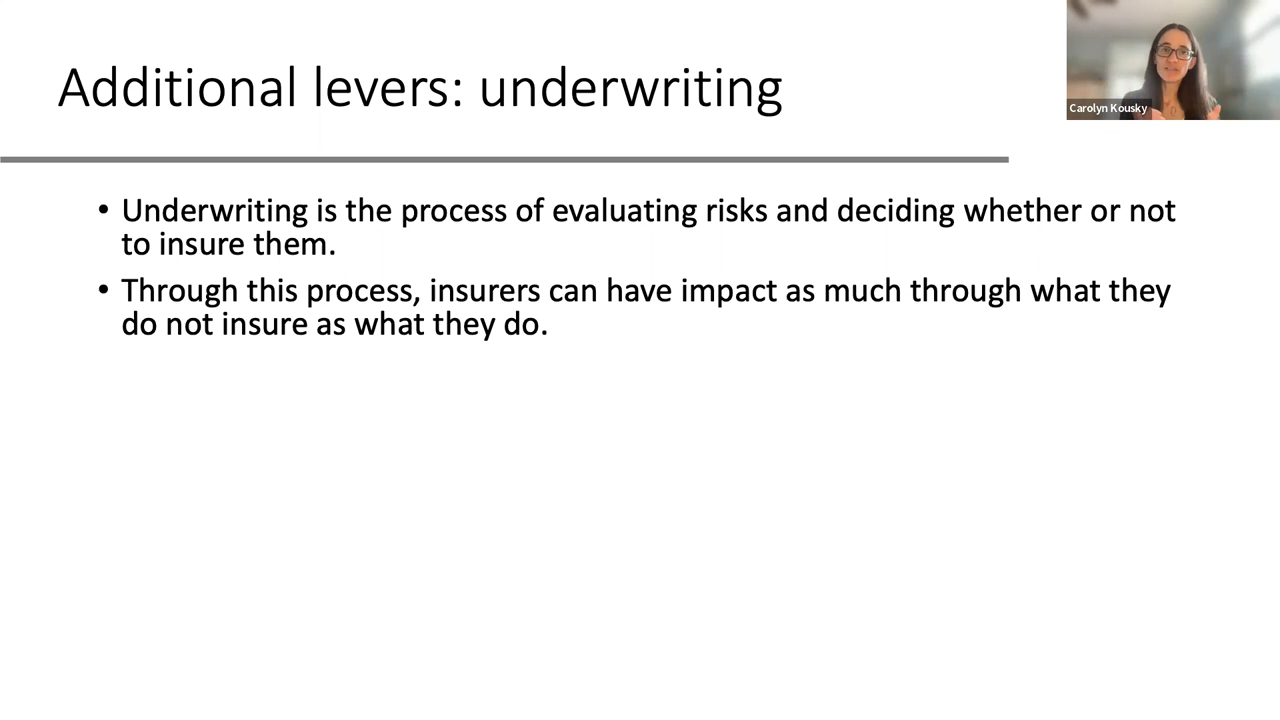 Additional levers: underwriting
Carolyn Kousky
• Underwriting is the process of evaluating risks and deciding whether or not
to insure them.
• Through this process, insurers can have impact as much through what they
do not insure as what they do.